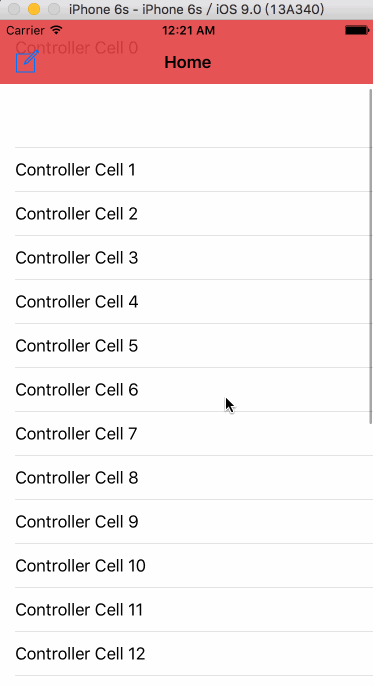 iPhone 6s - iPhone 6s / iOS 9.0 (13A340)
Carrier 12:21 AM
Controller Cell 0
Home
Controller Cell 1
Controller Cell 2
Controller Cell 3
Controller Cell 4
Controller Cell 5
Controller Cell 6
Controller Cell 7
Controller Cell 8
Controller Cell 9
Controller Cell 10
Controller Cell 11
Controller Cell 12